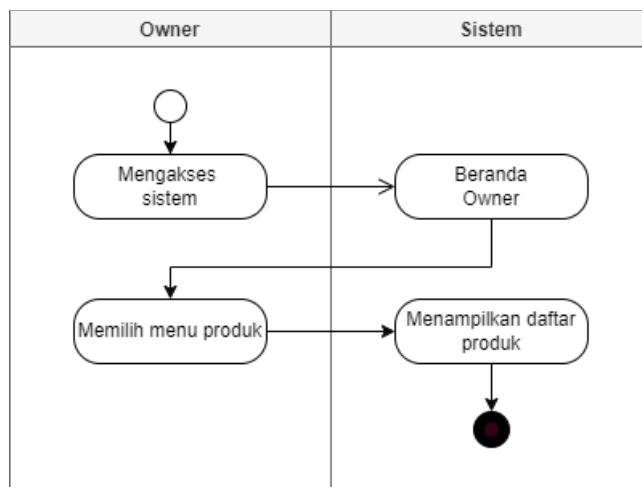 Owner
Sistem
Mengakses
sistem
Beranda
Owner
Memilih menu produk
Menampilkan daftar
produk